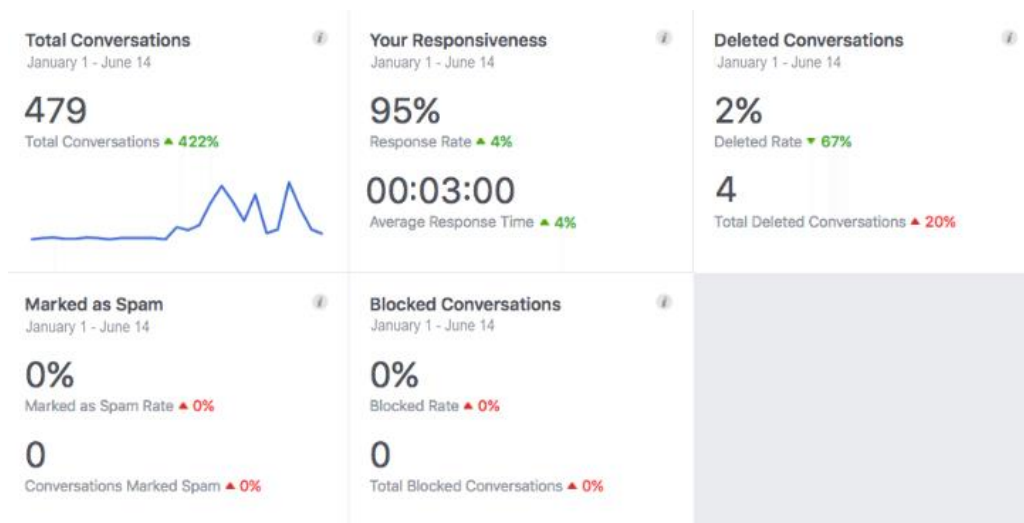 Total Conversations
January 1 - June 14
479
Total Conversations ▲ 422%
Your Responsiveness
January 1 - June 14
95%
Response Rate ▲ 4%
00:03:00
Average Response Time ▲ 4%
Deleted Conversations
January 1 - June 14
2%
Deleted Rate ▼ 67%
4
Total Deleted Conversations ▲ 20%
Marked as Spam
January 1 - June 14
0%
Marked as Spam Rate ▲ 0%
0
Conversations Marked Spam ▲ 0%
Blocked Conversations
January 1 - June 14
0%
Blocked Rate ▲ 0%
0
Total Blocked Conversations ▲ 0%